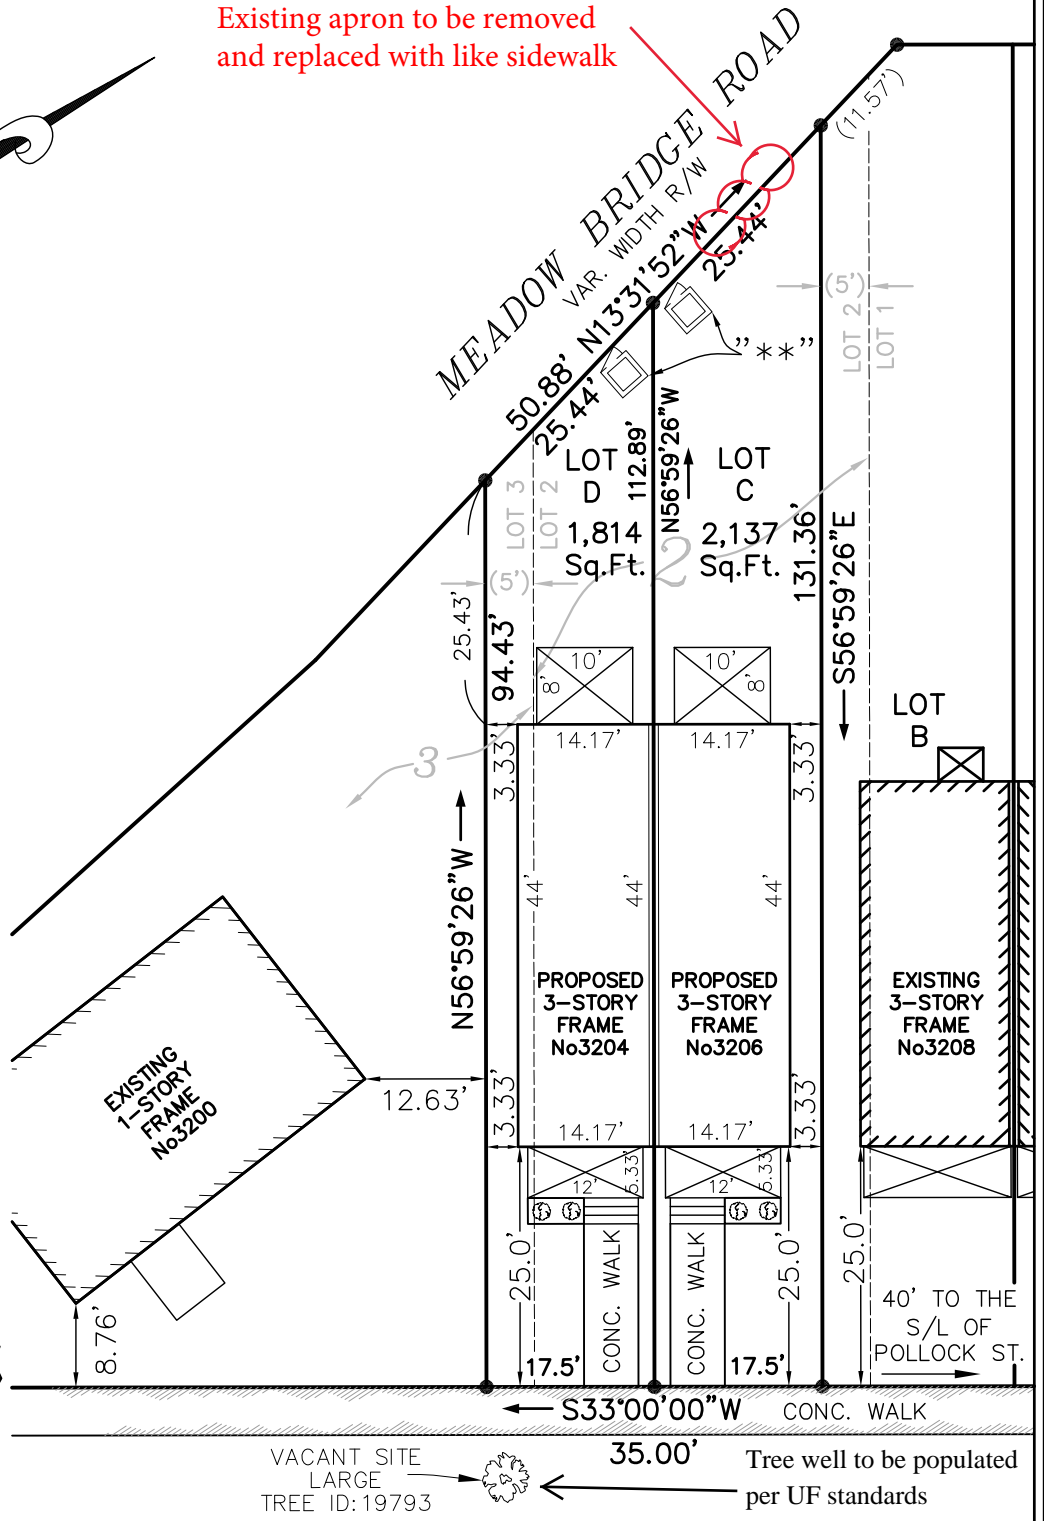 Existing apron to be removed
and replaced with like sidewalk
MEADOW BRIDGE ROAD
VAR. WIDTH R/W
(11.57')
N13°31'52"W
50.88'
25.44'
25.44'
"**"
(5')
LOT 2
LOT 1
LOT 3
LOT 2
(5')
LOT
D
1,814
Sq.Ft.
112.89'
N56°59'26"W
LOT
C
2,137
Sq.Ft.
2
131.36'
S56°59'26"E
25.43'
94.43'
3
10'
8'
10'
8'
LOT
B
14.17'
14.17'
3.33'
3.33'
N56°59'26"W
44'
44'
44'
PROPOSED
3-STORY
FRAME
No3204
PROPOSED
3-STORY
FRAME
No3206
EXISTING
3-STORY
FRAME
No3208
EXISTING
1-STORY
FRAME
No3200
12.63'
3.33'
3.33'
14.17'
14.17'
12'
5.33'
12'
5.33'
25.0'
CONC. WALK
CONC. WALK
25.0'
25.0'
8.76'
17.5'
17.5'
40' TO THE
S/L OF
POLLOCK ST.
S33°00'00"W
CONC. WALK
35.00'
VACANT SITE
LARGE
TREE ID:19793
Tree well to be populated
per UF standards